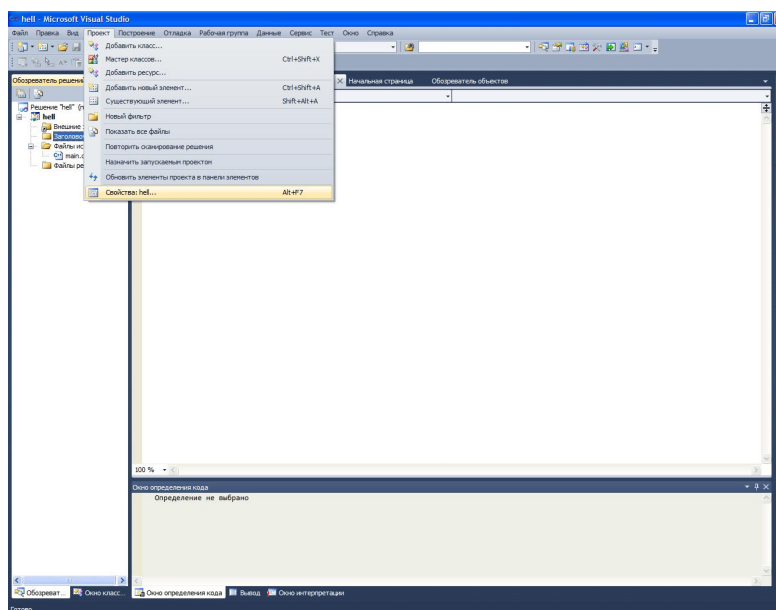 hell - Microsoft Visual Studio
Файл Правка Вид Проект Построение Отладка Рабочая группа Данные Сервис Тест Окно Справка
Добавить класс...
Мастер классов... Ctrl+Shift+X
Добавить ресурс...
Обозреватель решени Начальная страница Обозреватель объектов
Добавить новый элемент... Ctrl+Shift+A
Существующий элемент... Shift+Alt+A
Решение "hell" (п
hell
Новый фильтр
Внешние
Показать все файлы
Заголово
Файлы ис
Повторить сканирование решения
main.c
Назначить запускаемым проектом
Файлы ре
Обновить элементы проекта в панели элементов
Свойства: hell... Alt+F7
100 %
Окно определения кода
Определение не выбрано
Обозреват... Окно класс... Окно определения кода Вывод Окно интерпретации
Готово